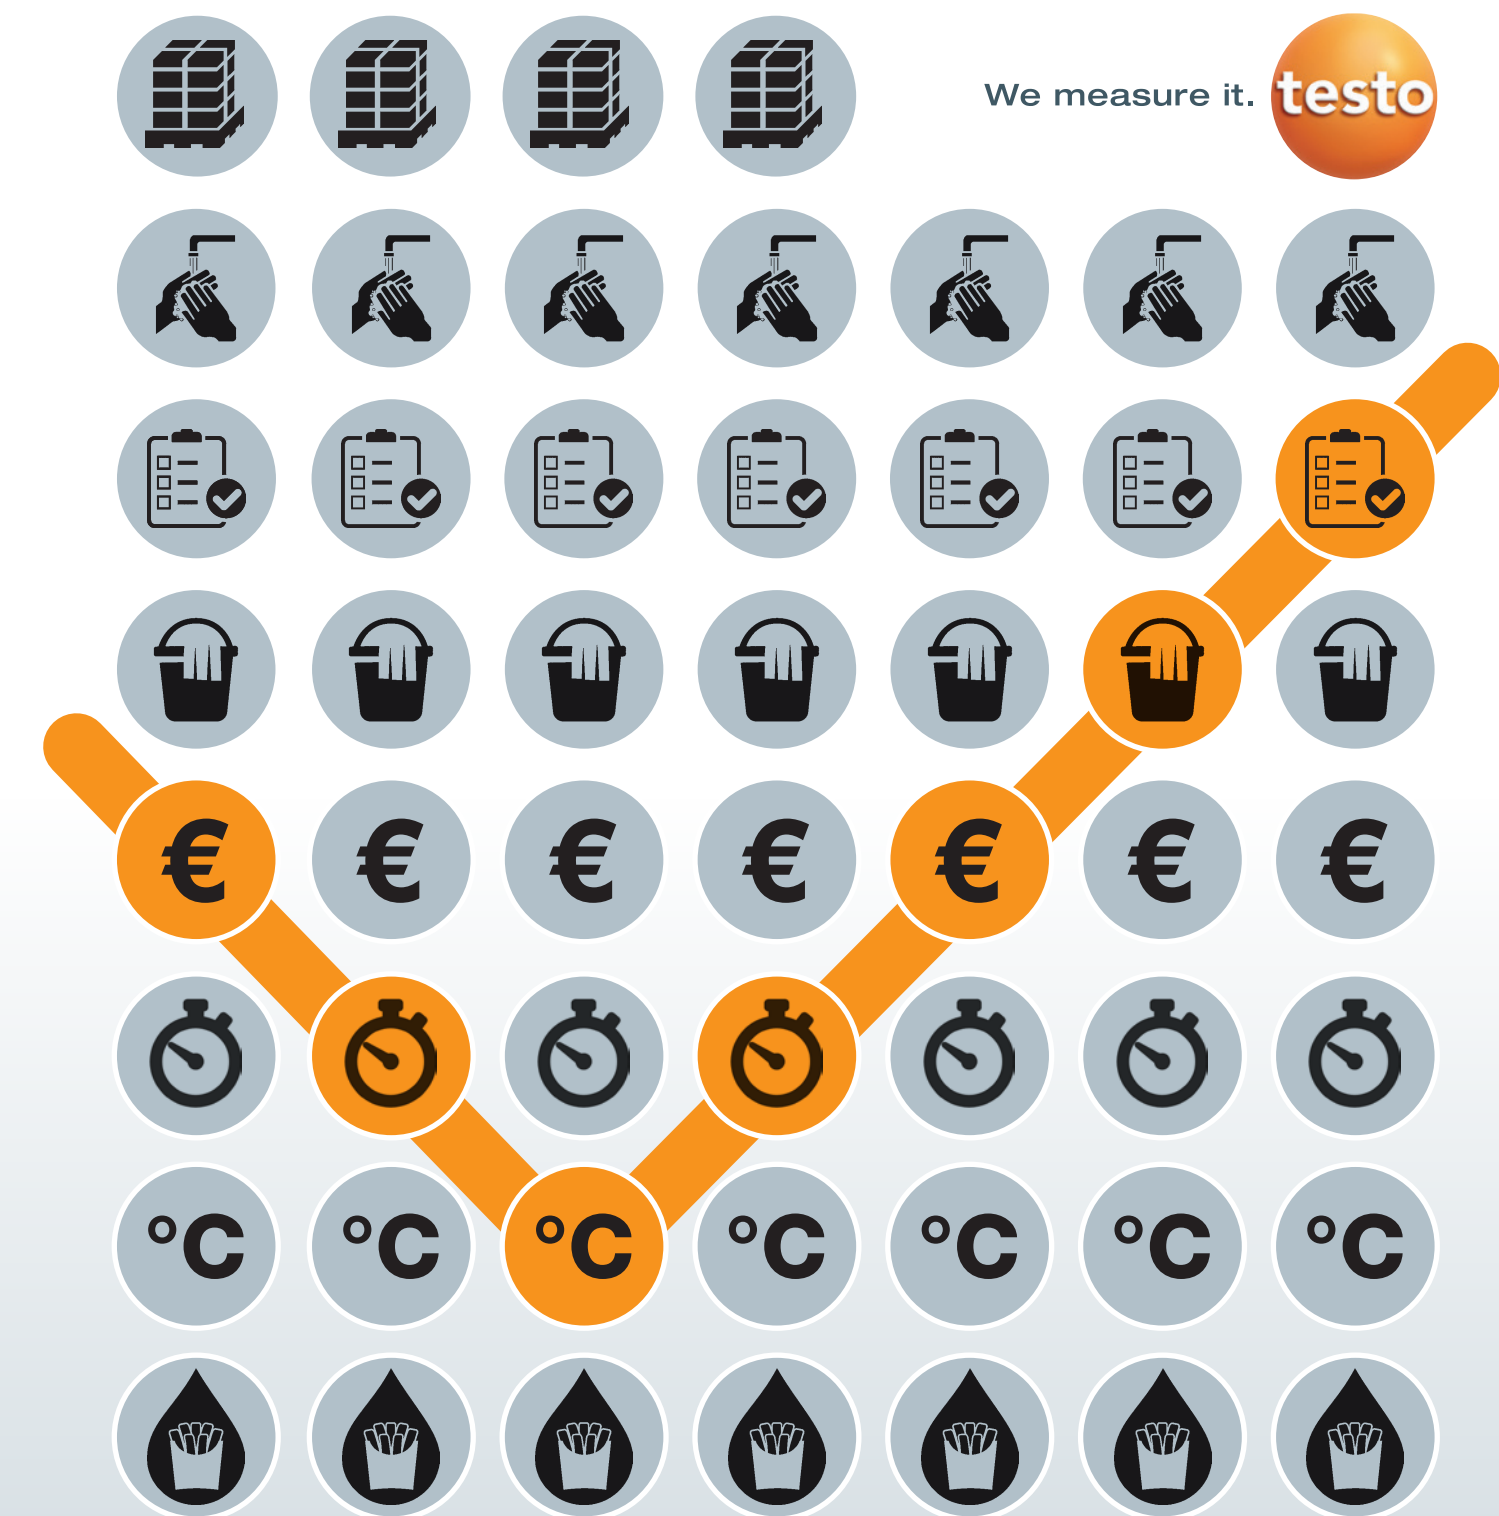 We measure it. testo
€ € € € € € €
°C °C °C °C °C °C °C